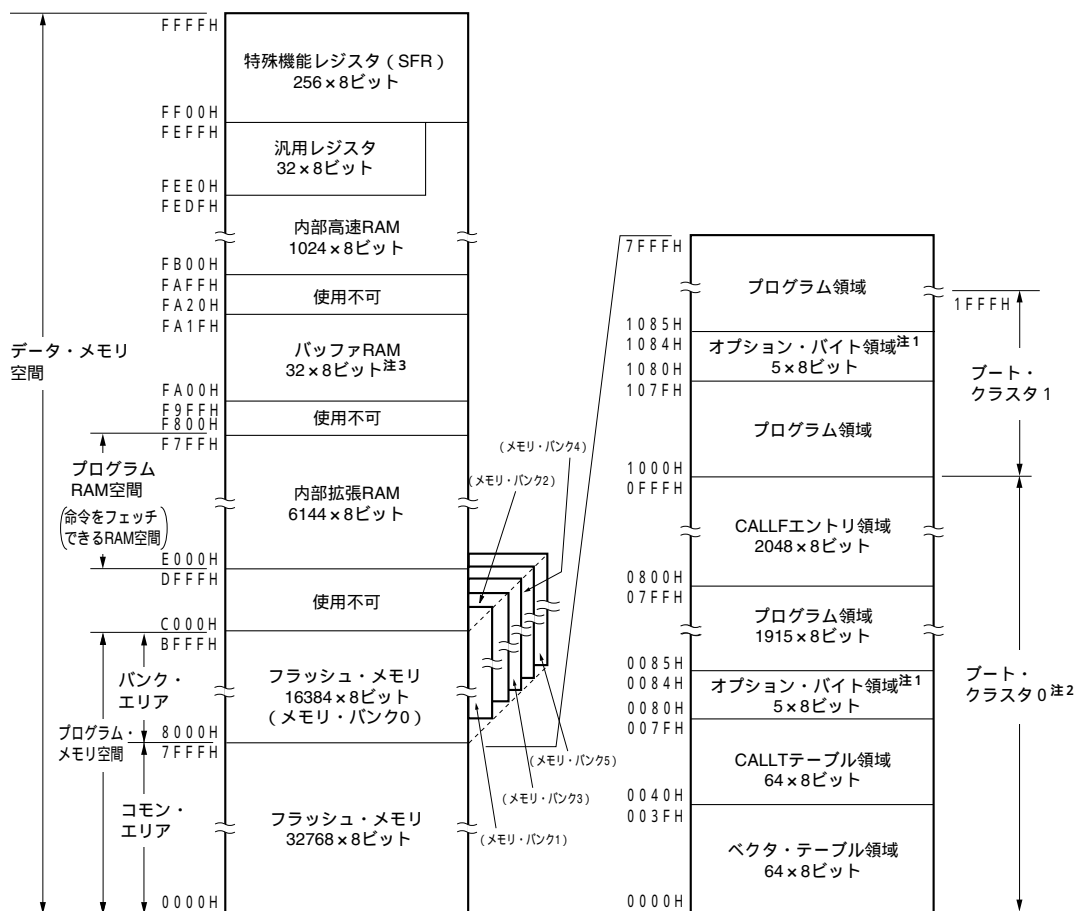 FFFFH
特殊機能レジスタ(SFR)
256×8ビット
FF00H
FEFFH
汎用レジスタ
32×8ビット
FEE0H
FEDFH
内部高速RAM
1024×8ビット
FB00H
FAFFH
使用不可
FA20H
FA1FH
データ・メモリ
空間
バッファRAM
32×8ビット注3
FA00H
F9FFH
使用不可
F800H
F7FFH
プログラム
RAM空間
(命令をフェッチ
できるRAM空間)
内部拡張RAM
6144×8ビット
E000H
DFFFH
使用不可
C000H
BFFFH
バンク・
エリア
フラッシュ・メモリ
16384×8ビット
(メモリ・バンク0)
プログラム・
メモリ空間
8000H
7FFFH
コモン・
エリア
フラッシュ・メモリ
32768×8ビット
0000H
(メモリ・バンク4)
(メモリ・バンク2)
(メモリ・バンク5)
(メモリ・バンク3)
(メモリ・バンク1)
7FFFH
プログラム領域
1FFFH
1085H
1084H
オプション・バイト領域注1
5×8ビット
1080H
107FH
ブート・
クラスタ1
プログラム領域
1000H
0FFFH
CALLFエントリ領域
2048×8ビット
0800H
07FFH
プログラム領域
1915×8ビット
0085H
0084H
オプション・バイト領域注1
5×8ビット
0080H
007FH
ブート・
クラスタ0注2
CALLTテーブル領域
64×8ビット
0040H
003FH
ベクタ・テーブル領域
64×8ビット
0000H